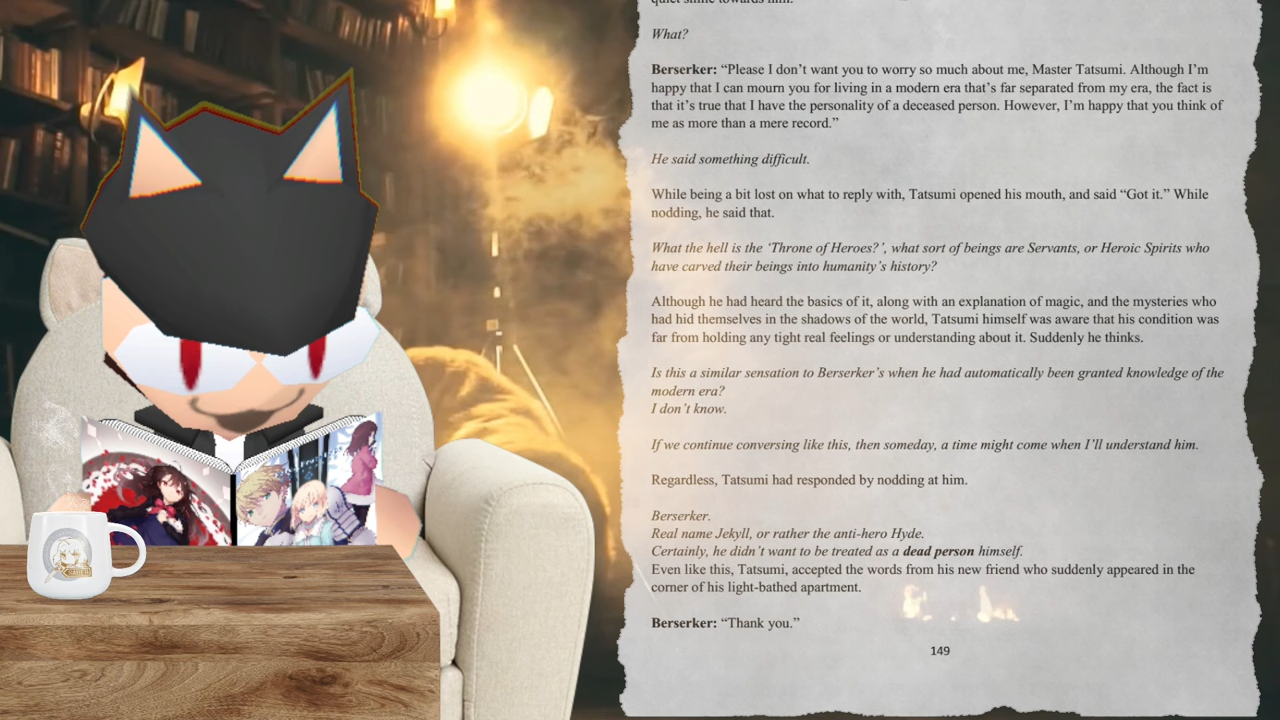 quiet smile towards him.
What?
Berserker: “Please I don’t want you to worry so much about me, Master Tatsumi. Although I’m
happy that I can mourn you for living in a modern era that’s far separated from my era, the fact is
that it’s true that I have the personality of a deceased person. However, I’m happy that you think of
me as more than a mere record.”
He said something difficult.
While being a bit lost on what to reply with, Tatsumi opened his mouth, and said “Got it.” While
nodding, he said that.
What the hell is the ‘Throne of Heroes?’, what sort of beings are Servants, or Heroic Spirits who
have carved their beings into humanity’s history?
Although he had heard the basics of it, along with an explanation of magic, and the mysteries who
had hid themselves in the shadows of the world, Tatsumi himself was aware that his condition was
far from holding any tight real feelings or understanding about it. Suddenly he thinks.
Is this a similar sensation to Berserker’s when he had automatically been granted knowledge of the
modern era?
I don’t know.
If we continue conversing like this, then someday, a time might come when I’ll understand him.
Regardless, Tatsumi had responded by nodding at him.
Berserker.
Real name Jekyll, or rather the anti-hero Hyde.
Certainly, he didn’t want to be treated as a dead person himself.
Even like this, Tatsumi, accepted the words from his new friend who suddenly appeared in the
corner of his light-bathed apartment.
Berserker: “Thank you.”
149